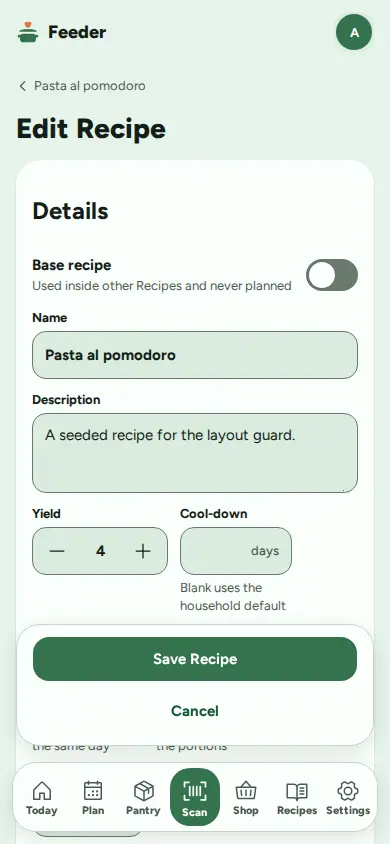 Feeder
A
Pasta al pomodoro
Edit Recipe
Details
Base recipe
Used inside other Recipes and never planned
Name
Pasta al pomodoro
Description
A seeded recipe for the layout guard.
Yield
Cool-down
4
days
Blank uses the
household default
Save Recipe
Cancel
the same day
the portions
Today
Plan
Pantry
Scan
Shop
Recipes
Settings